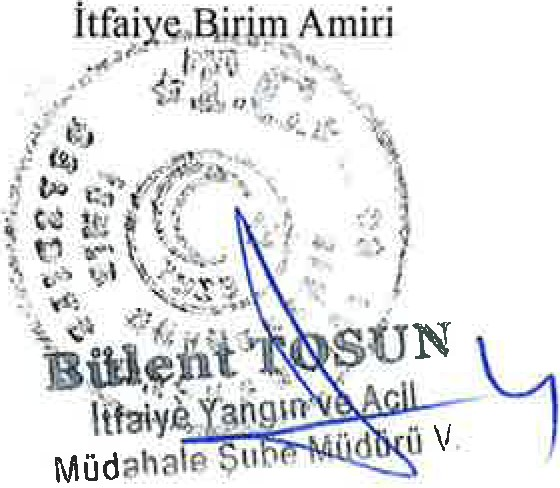 İtfaiye Birim Amiri
Bülent TOSUN
İtfaiye Yangın ve Acil
Müdahale Şube Müdürü V.